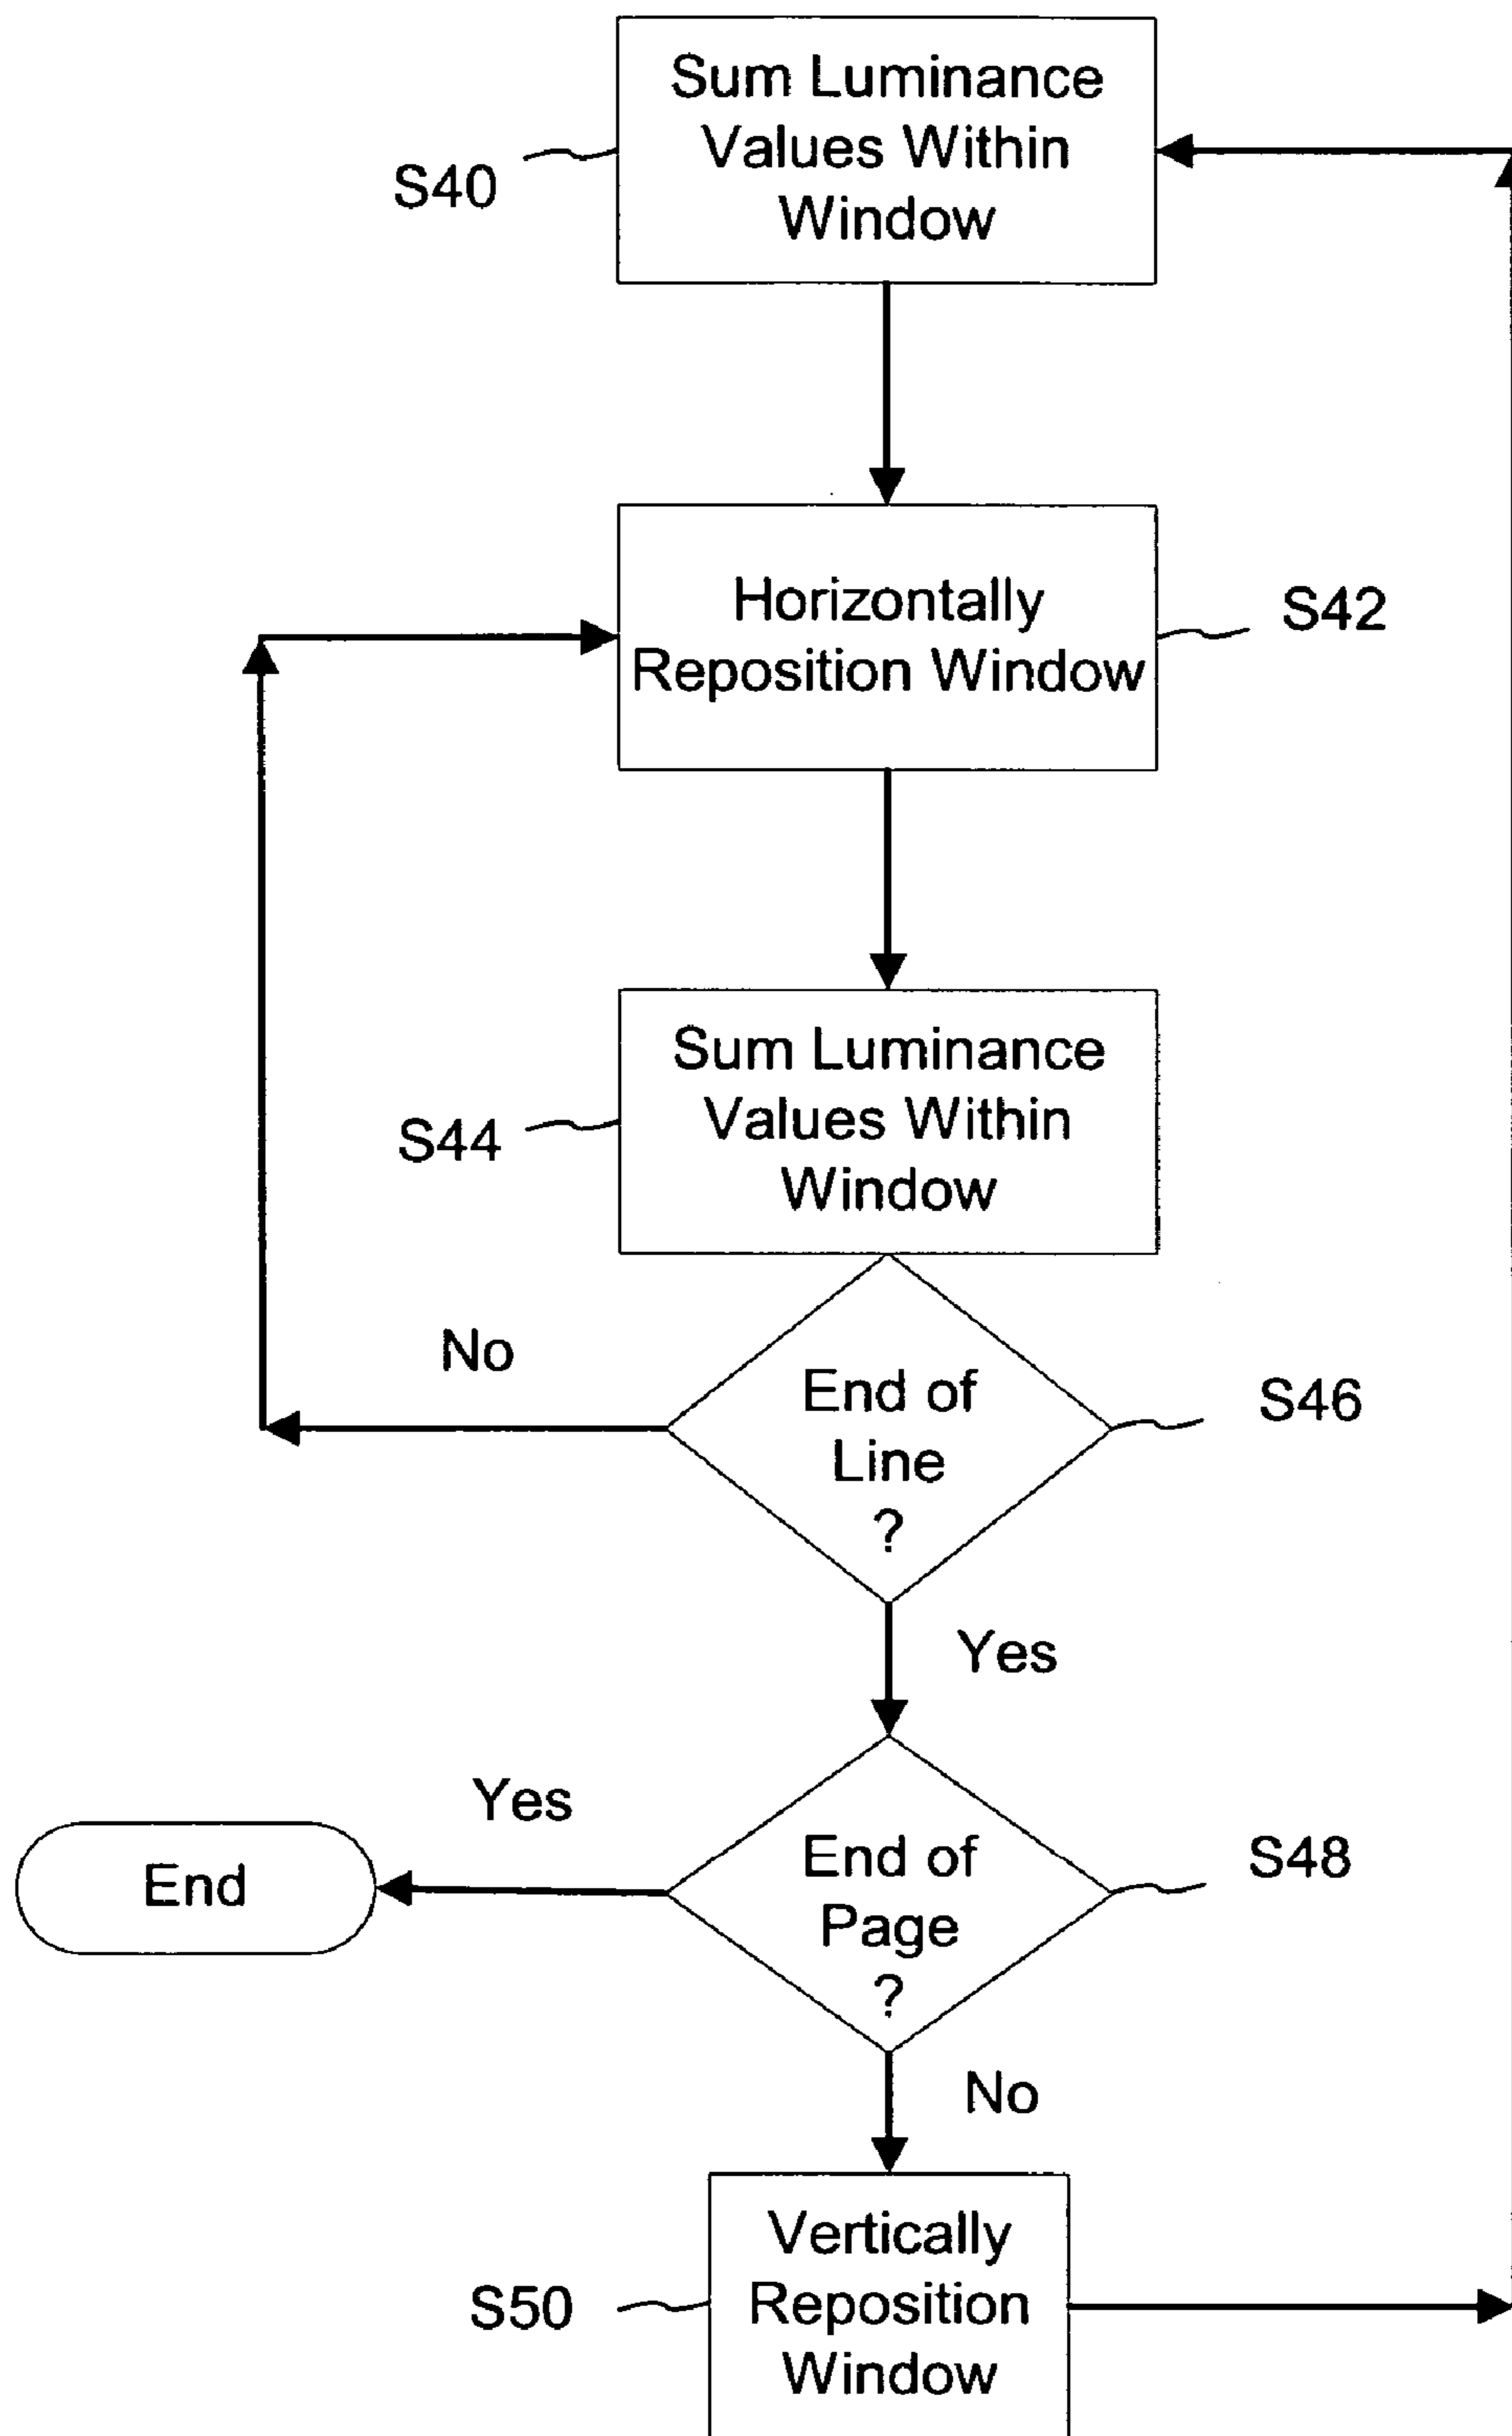 Sum Luminance
Values Within
Window
S40
Horizontally
Reposition Window
S42
Sum Luminance
Values Within
Window
S44
No
End of
Line
?
S46
Yes
Yes
End
End of
Page
?
S48
No
Vertically
Reposition
Window
S50